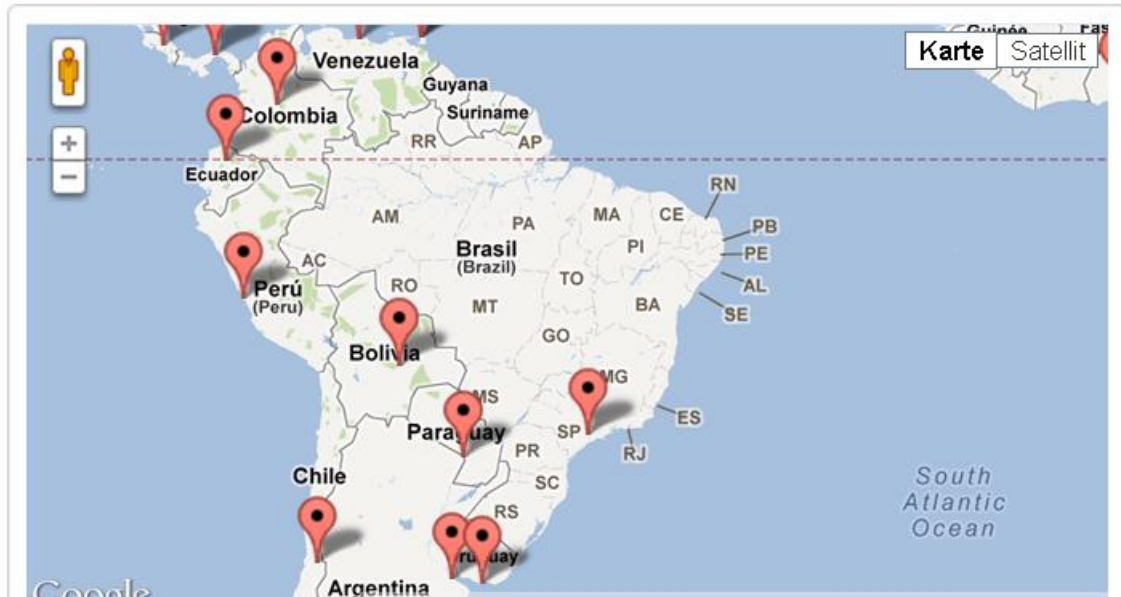 Guinée
Karte
Satellit
Venezuela
Guyana
Suriname
Colombia
RR
AP
Ecuador
RN
AM
PA
MA
CE
PB
PI
PE
Brasil
(Brazil)
AC
TO
AL
RO
Perú
(Peru)
MT
BA
SE
GO
Bolivia
MG
MS
ES
SP
Paraguay
PR
RJ
Chile
SC
South
Atlantic
Ocean
RS
Uruguay
Argentina
Google